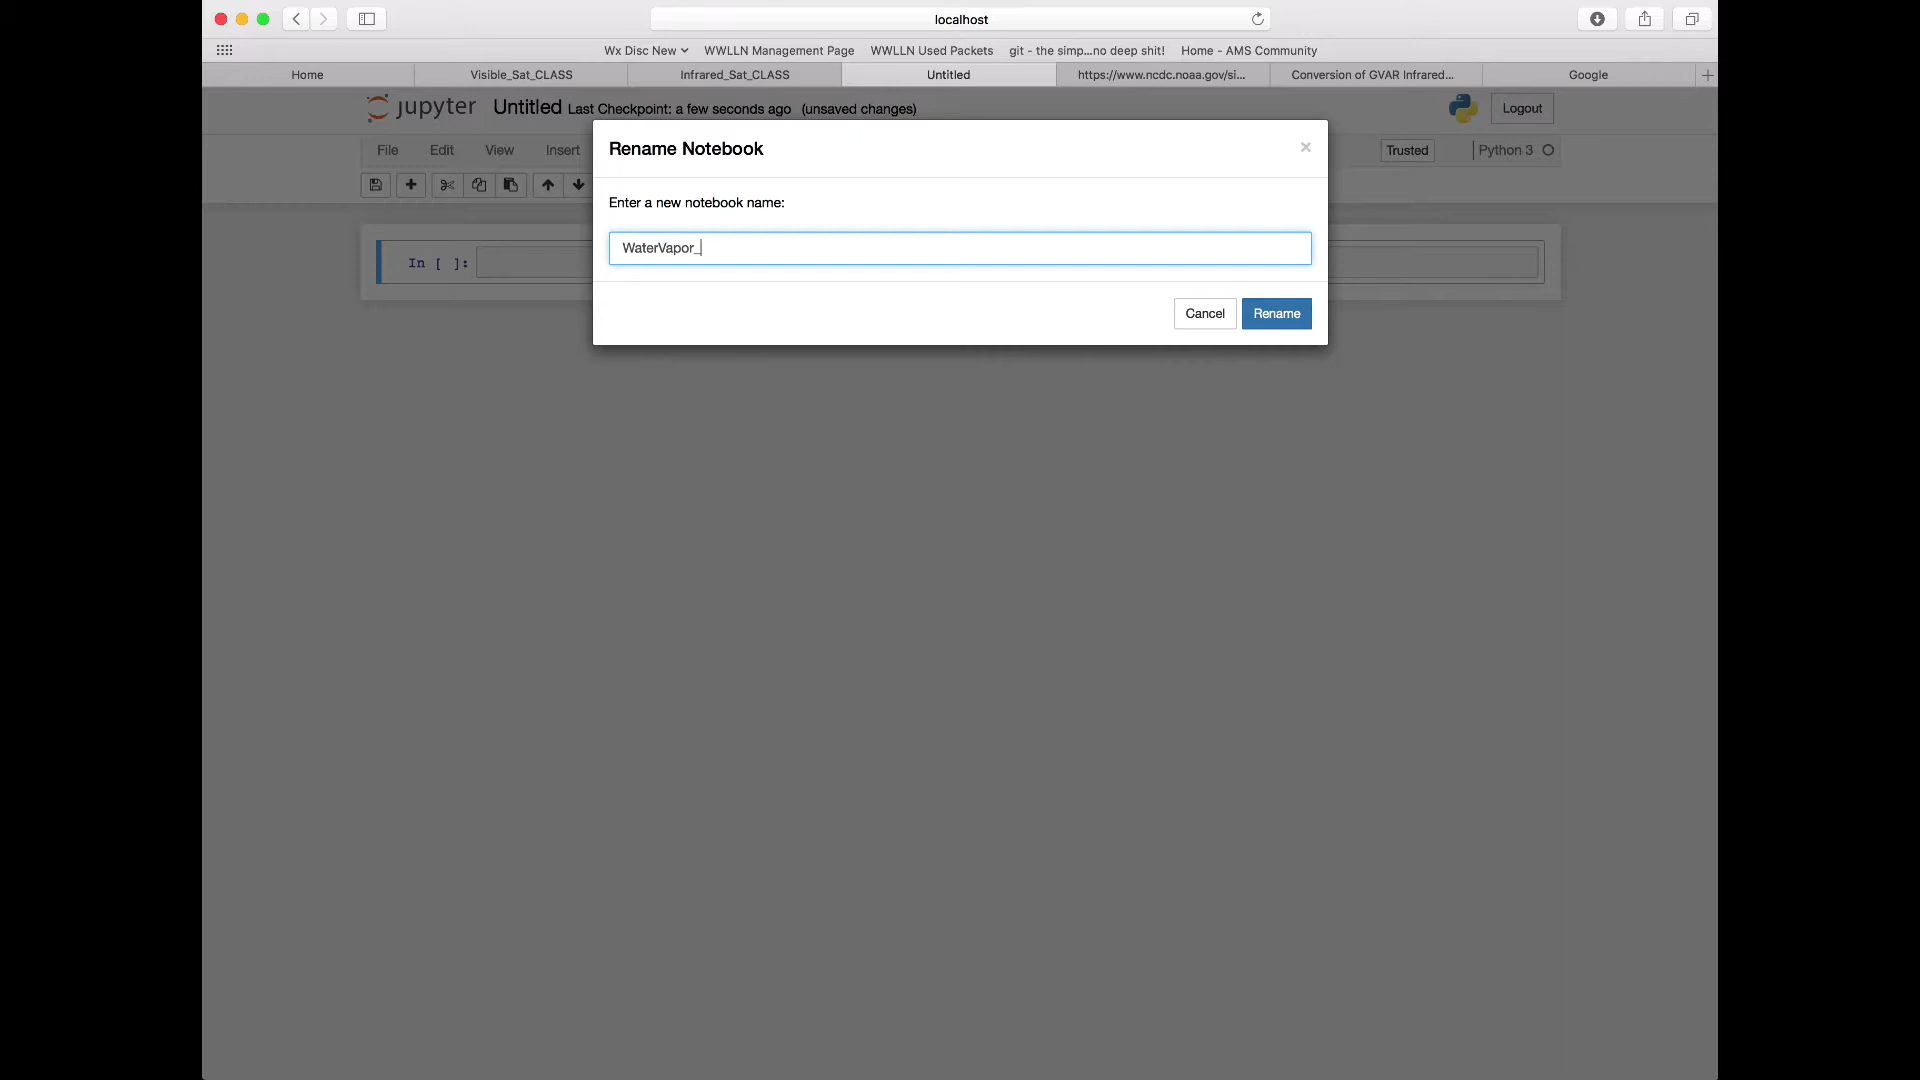 localhost
Wx Disc New WWLLN Management Page WWLLN Used Packets git - the simp...no deep shit! Home - AMS Community
Home Visible_Sat_CLASS Infrared_Sat_CLASS Untitled https://www.ncdc.noaa.gov/si... Conversion of GVAR Infrared... Google
jupyter Untitled Last Checkpoint: a few seconds ago (unsaved changes) Logout
File Edit View Insert Trusted Python 3
Rename Notebook
Enter a new notebook name:
WaterVapor_
In [ ]:
Cancel Rename